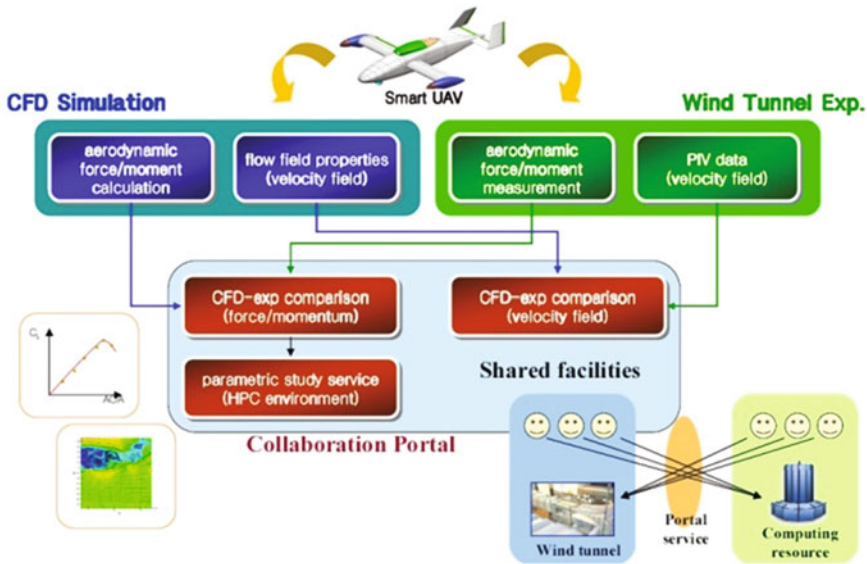 Smart UAV
CFD Simulation
Wind Tunnel Exp.
aerodynamic
force/moment
calculation
flow field properties
(velocity field)
aerodynamic
force/moment
measurement
PIV data
(velocity field)
CFD-exp comparison
(force/momentum)
CFD-exp comparison
(velocity field)
parametric study service
(HPC environment)
Shared facilities
Collaboration Portal
AOA
Wind tunnel
Portal
service
Computing
resource